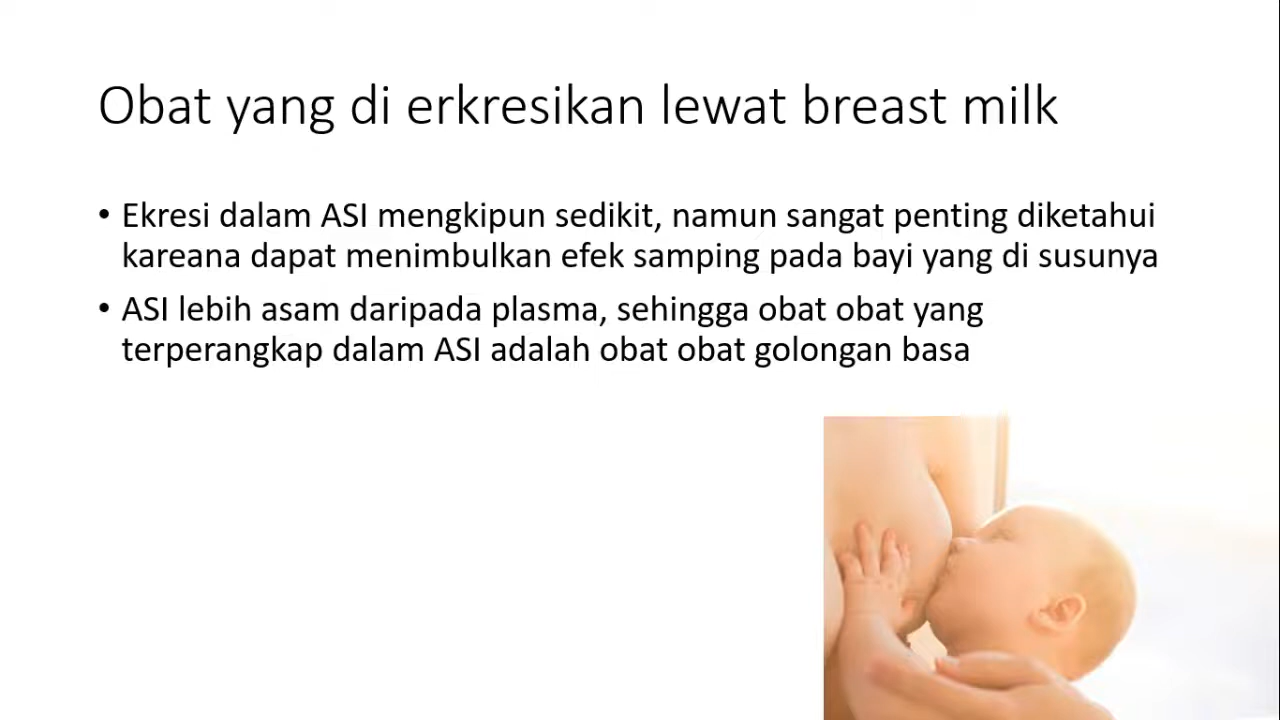 Obat yang di erkresikan lewat breast milk
• Ekresi dalam ASI mengkipun sedikit, namun sangat penting diketahui
kareana dapat menimbulkan efek samping pada bayi yang di susunya
• ASI lebih asam daripada plasma, sehingga obat obat yang
terperangkap dalam ASI adalah obat obat golongan basa